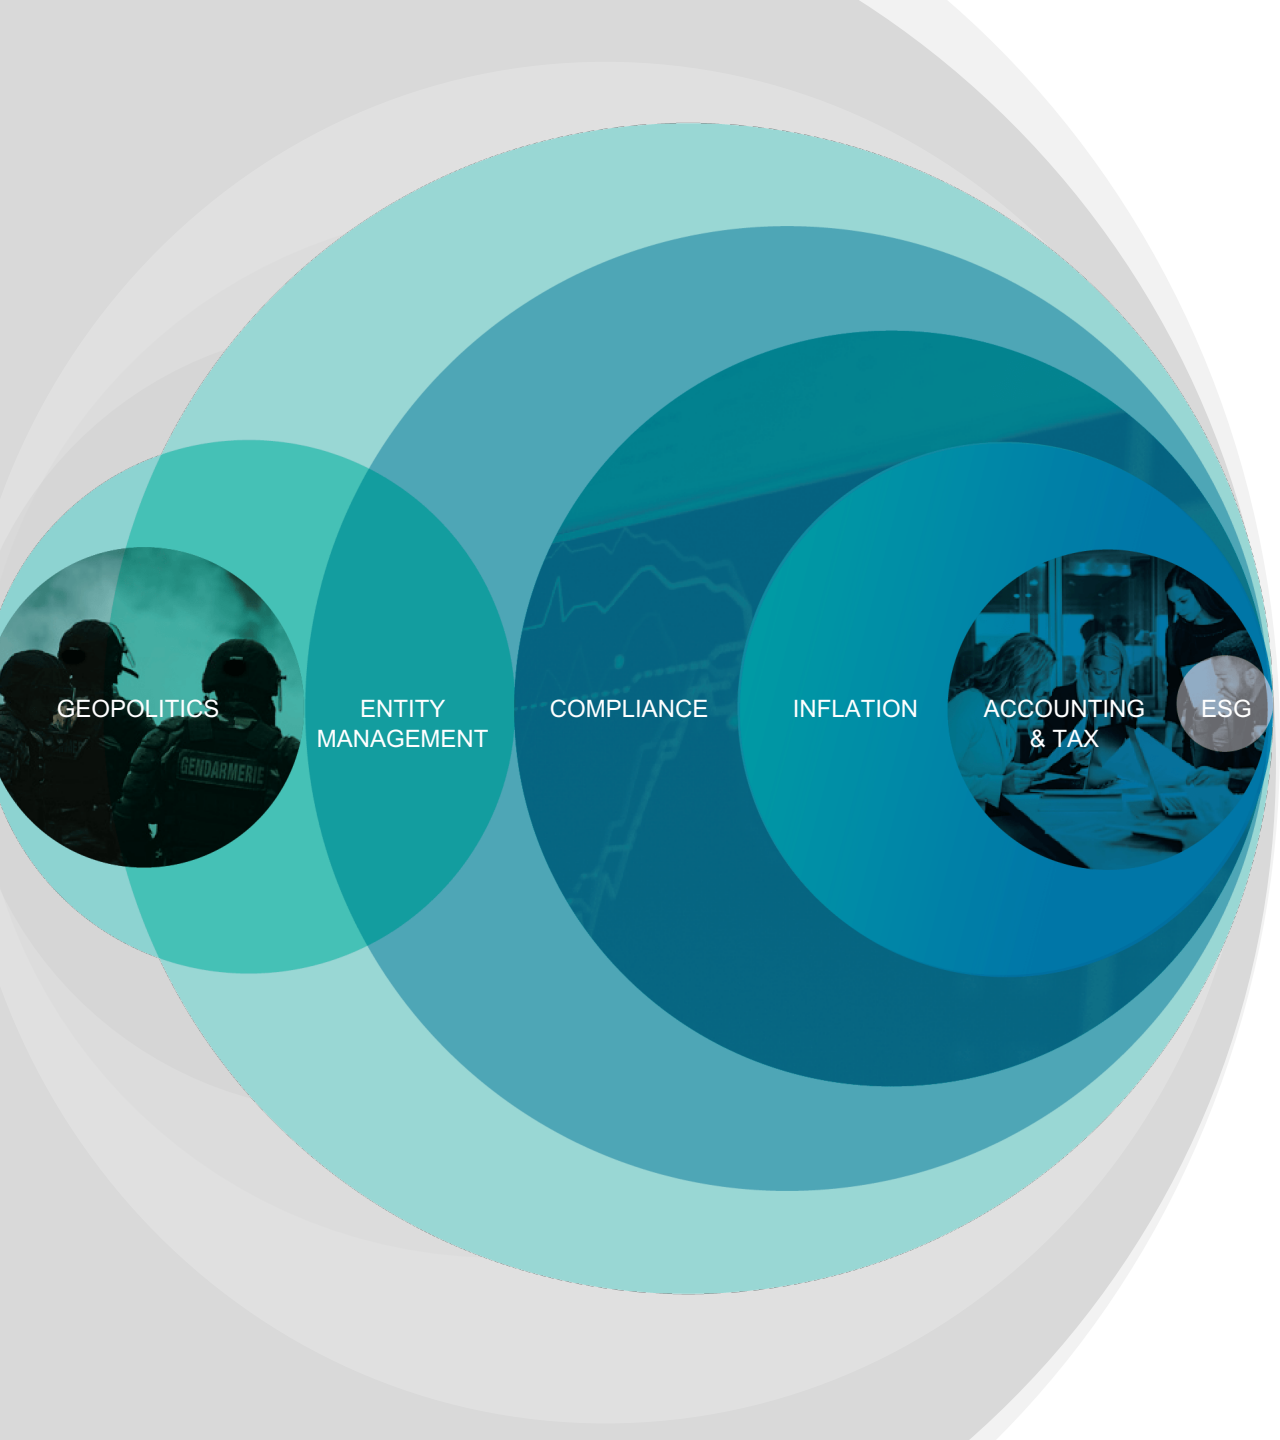 GEOPOLITICS
ENTITY
MANAGEMENT
COMPLIANCE
INFLATION
ACCOUNTING
& TAX
ESG
GENDARMERIE